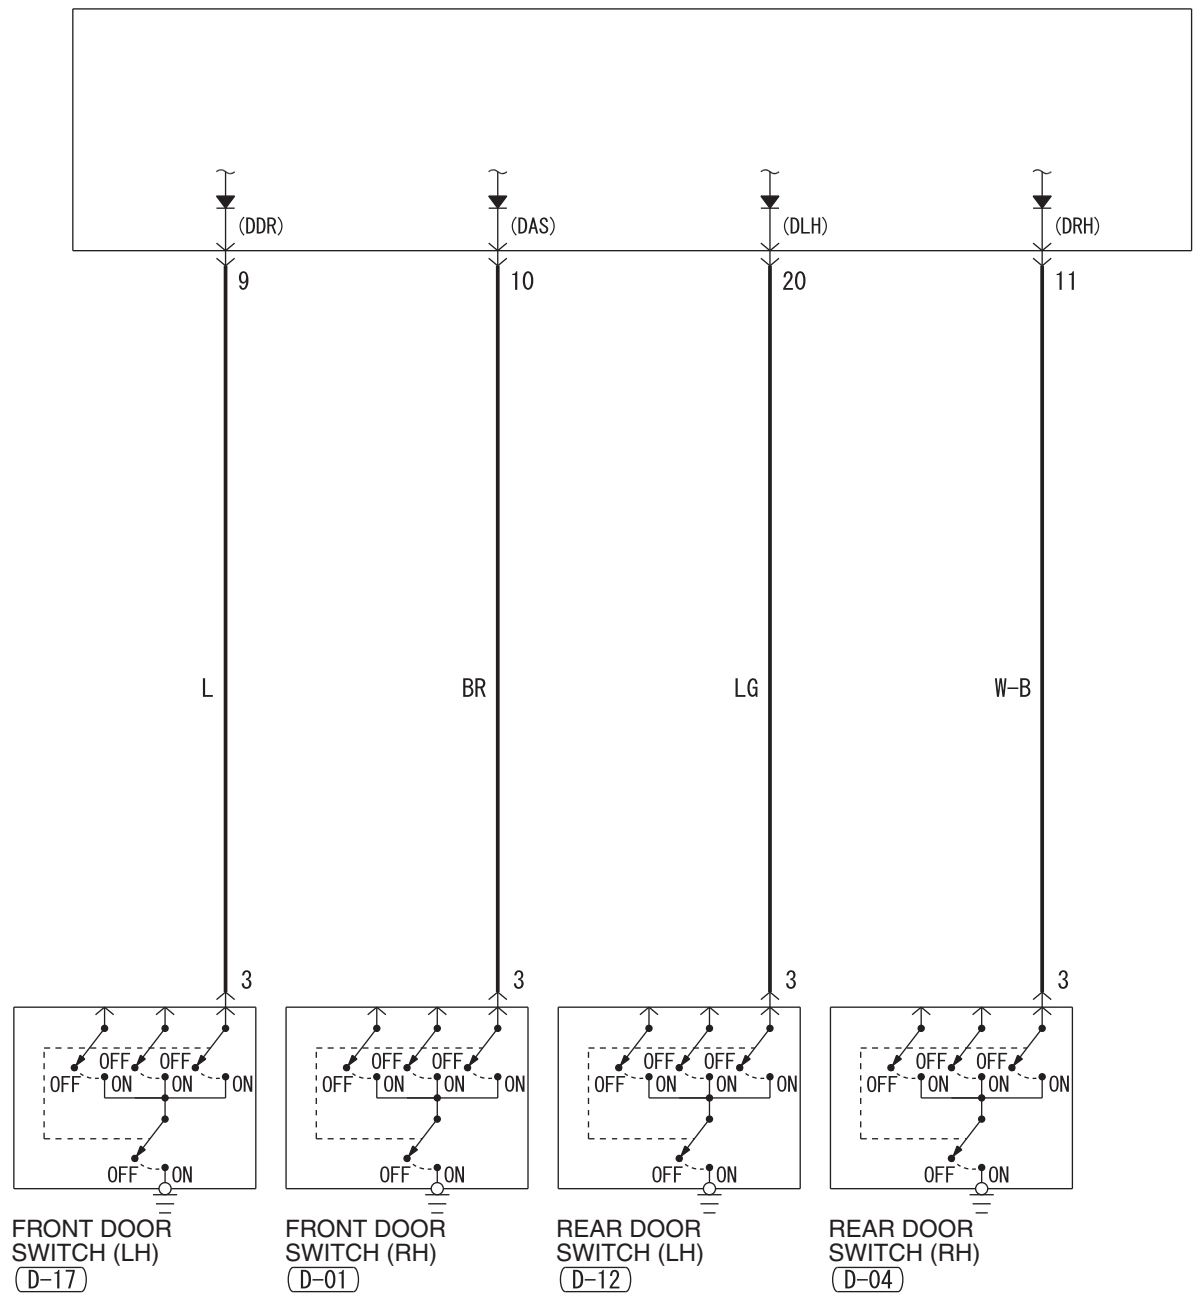 (DDR) (DAS) (DLH) (DRH)
9 10 20 11
L BR LG W-B
3 3 3 3
OFF OFF OFF OFF OFF OFF OFF OFF
OFF ON ON ON OFF ON ON ON OFF ON ON ON OFF ON ON ON
OFF ON OFF ON OFF ON OFF ON
FRONT DOOR FRONT DOOR REAR DOOR REAR DOOR
SWITCH (LH) SWITCH (RH) SWITCH (LH) SWITCH (RH)
D-17 D-01 D-12 D-04